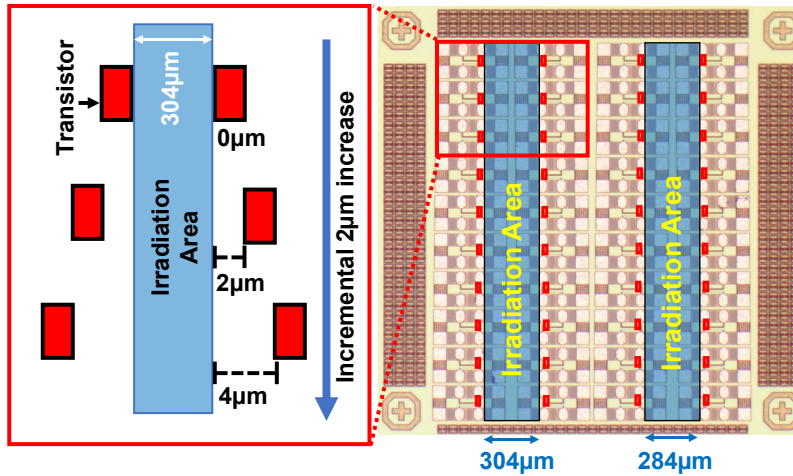 304µm
Transistor
0µm
Irradiation
Area
2µm
4µm
Incremental 2µm increase
Irradiation Area
Irradiation Area
304µm
284µm